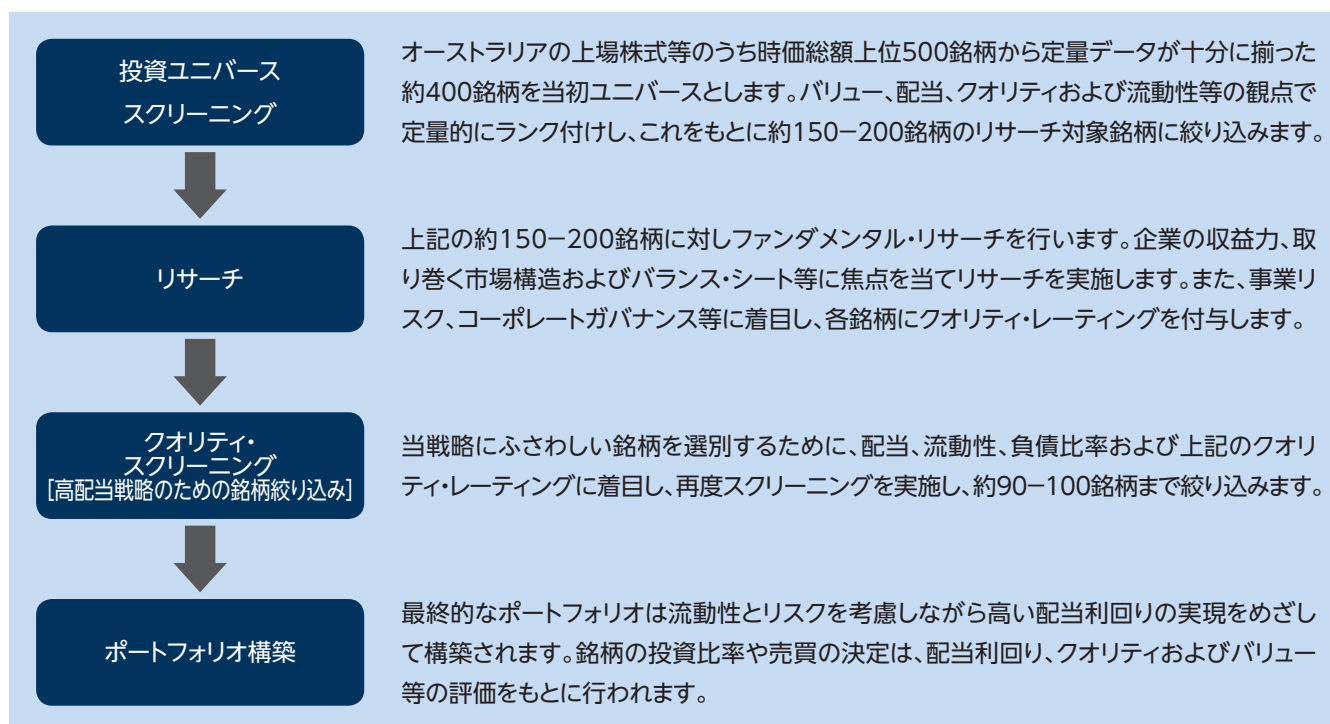 投資ユニバース
スクリーニング
オーストラリアの上場株式等のうち時価総額上位500銘柄から定量データが十分に揃った
約400銘柄を当初ユニバースとします。バリュー、配当、クオリティおよび流動性等の観点で
定量的にランク付けし、これをもとに約150−200銘柄のリサーチ対象銘柄に絞り込みます。
リサーチ
上記の約150−200銘柄に対しファンダメンタル・リサーチを行います。企業の収益力、取
り巻く市場構造およびバランス・シート等に焦点を当てリサーチを実施します。また、事業リ
スク、コーポレートガバナンス等に着目し、各銘柄にクオリティ・レーティングを付与します。
クオリティ・
スクリーニング
[高配当戦略のための銘柄絞り込み]
当戦略にふさわしい銘柄を選別するために、配当、流動性、負債比率および上記のクオリ
ティ・レーティングに着目し、再度スクリーニングを実施し、約90−100銘柄まで絞り込みます。
ポートフォリオ構築
最終的なポートフォリオは流動性とリスクを考慮しながら高い配当利回りの実現をめざし
て構築されます。銘柄の投資比率や売買の決定は、配当利回り、クオリティおよびバリュー
等の評価をもとに行われます。